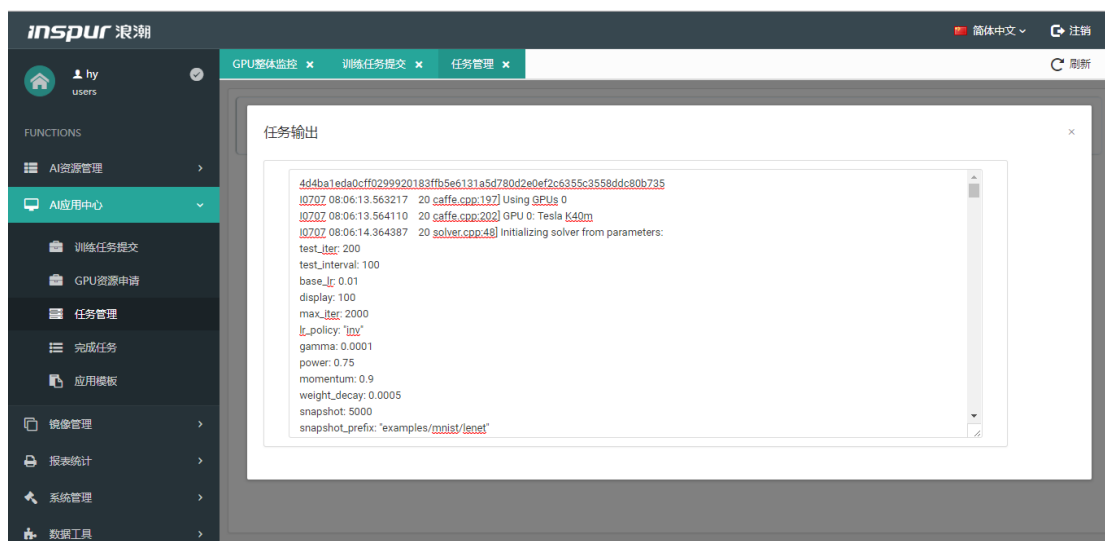 inspur 浪潮
简体中文
注销
hy
users
GPU整体监控 ×
训练任务提交 ×
任务管理 ×
刷新
FUNCTIONS
AI资源管理
AI应用中心
训练任务提交
GPU资源申请
任务管理
完成任务
应用模板
镜像管理
报表统计
系统管理
数据工具
任务输出
×
4d4ba1eda0cff0299920183ffb5e6131a5d780d2e0ef2c6355c3558ddc80b735
I0707 08:06:13.563217 20 caffe.cpp:197] Using GPUs 0
I0707 08:06:13.564110 20 caffe.cpp:202] GPU 0: Tesla K40m
I0707 08:06:14.364387 20 solver.cpp:48] Initializing solver from parameters:
test_iter: 200
test_interval: 100
base_lr: 0.01
display: 100
max_iter: 2000
lr_policy: "inv"
gamma: 0.0001
power: 0.75
momentum: 0.9
weight_decay: 0.0005
snapshot: 5000
snapshot_prefix: "examples/mnist/lenet"